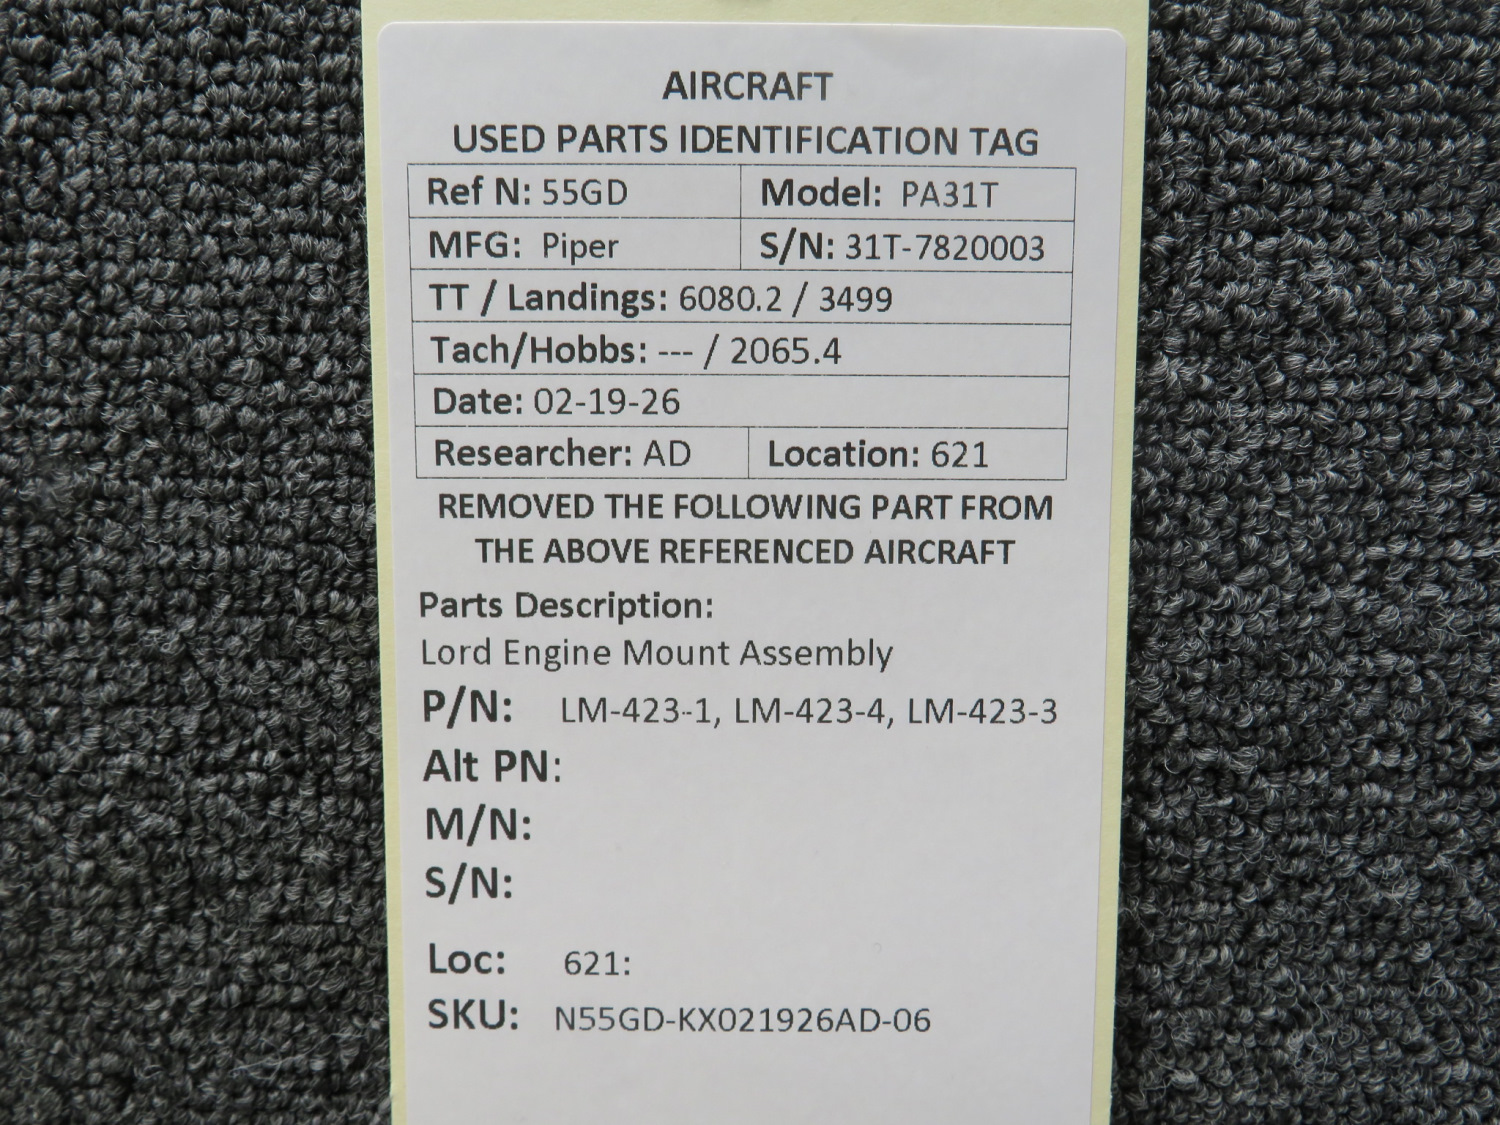 AIRCRAFT
USED PARTS IDENTIFICATION TAG
Ref N: 55GD Model: PA31T
MFG: Piper S/N: 31T-7820003
TT / Landings: 6080.2 / 3499
Tach/Hobbs: --- / 2065.4
Date: 02-19-26
Researcher: AD Location: 621
REMOVED THE FOLLOWING PART FROM
THE ABOVE REFERENCED AIRCRAFT
Parts Description:
Lord Engine Mount Assembly
P/N: LM-423-1, LM-423-4, LM-423-3
Alt PN:
M/N:
S/N:
Loc: 621:
SKU: N55GD-KX021926AD-06